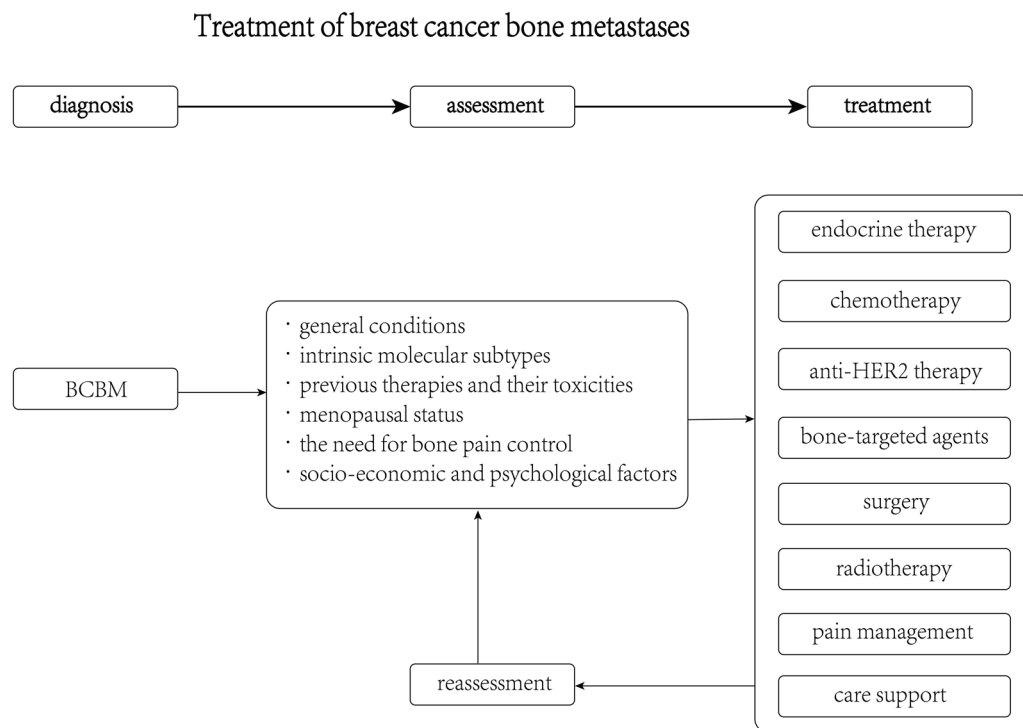 Treatment of breast cancer bone metastases
diagnosis
assessment
treatment
BCBM
· general conditions
· intrinsic molecular subtypes
· previous therapies and their toxicities
· menopausal status
· the need for bone pain control
· socio-economic and psychological factors
endocrine therapy
chemotherapy
anti-HER2 therapy
bone-targeted agents
surgery
radiotherapy
pain management
care support
reassessment